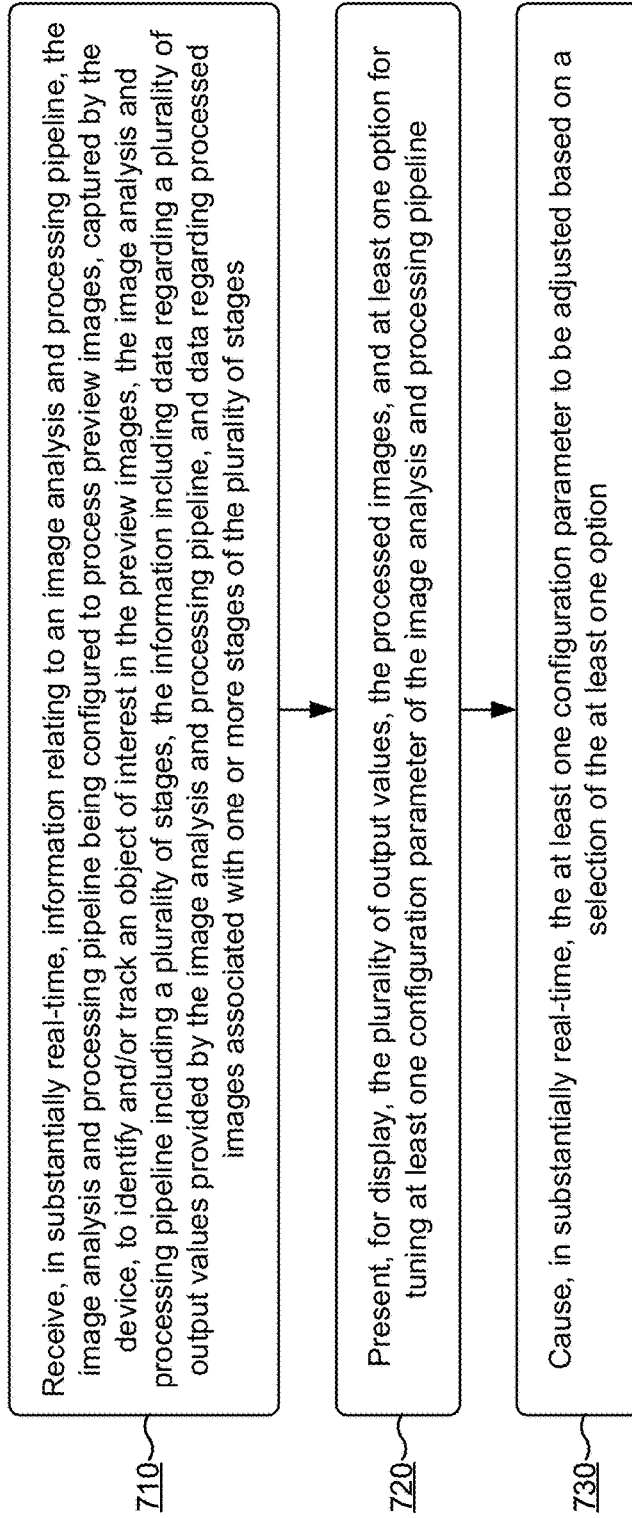 710
Receive, in substantially real-time, information relating to an image analysis and processing pipeline, the
image analysis and processing pipeline being configured to process preview images, captured by the
device, to identify and/or track an object of interest in the preview images, the image analysis and
processing pipeline including a plurality of stages, the information including data regarding a plurality of
output values provided by the image analysis and processing pipeline, and data regarding processed
images associated with one or more stages of the plurality of stages
720
Present, for display, the plurality of output values, the processed images, and at least one option for
tuning at least one configuration parameter of the image analysis and processing pipeline
730
Cause, in substantially real-time, the at least one configuration parameter to be adjusted based on a
selection of the at least one option